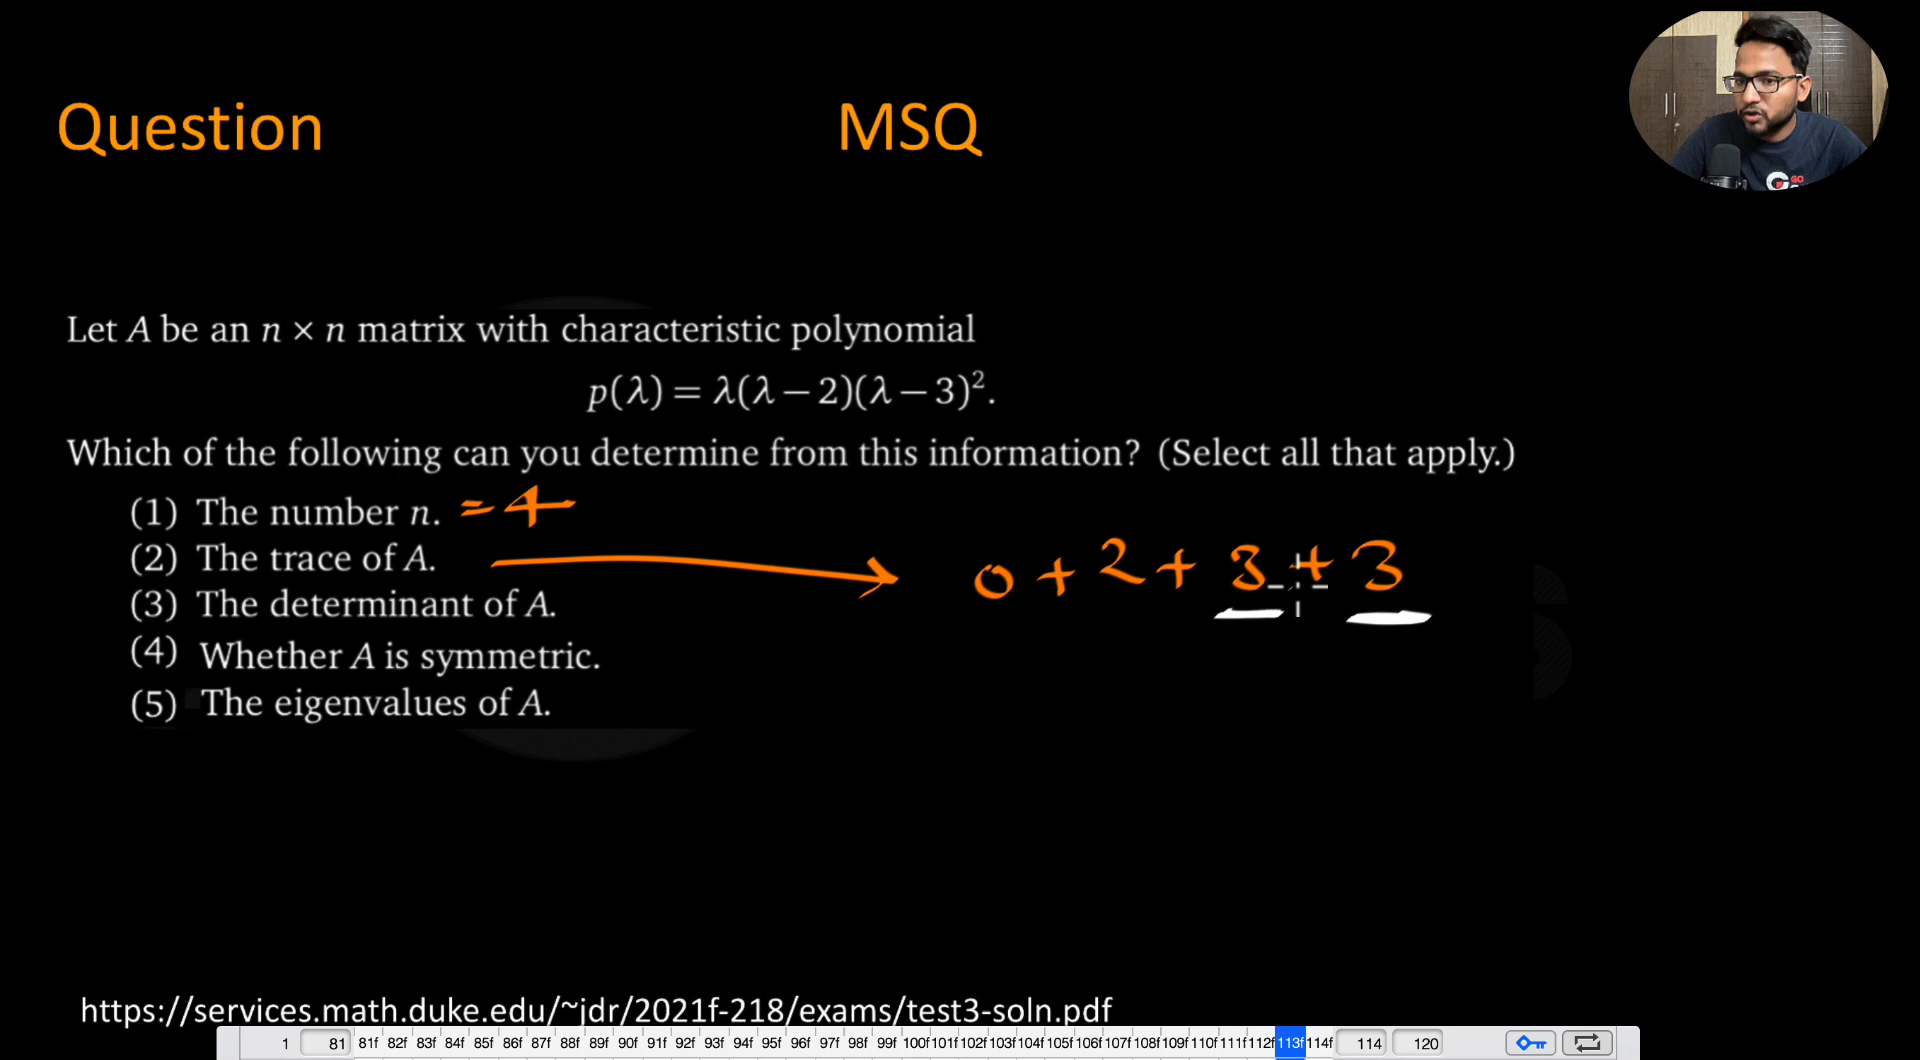 Question
MSQ
Let A be an n × n matrix with characteristic polynomial
p(λ) = λ(λ − 2)(λ − 3)².
Which of the following can you determine from this information? (Select all that apply.)
(1) The number n. = 4
(2) The trace of A. → 0 + 2 + 3 + 3
(3) The determinant of A.
(4) Whether A is symmetric.
(5) The eigenvalues of A.
https://services.math.duke.edu/~jdr/2021f-218/exams/test3-soln.pdf
1 81 81f 82f 83f 84f 85f 86f 87f 88f 89f 90f 91f 92f 93f 94f 95f 96f 97f 98f 99f 100f 101f 102f 103f 104f 105f 106f 107f 108f 109f 110f 111f 112f 113f 114f 114 120